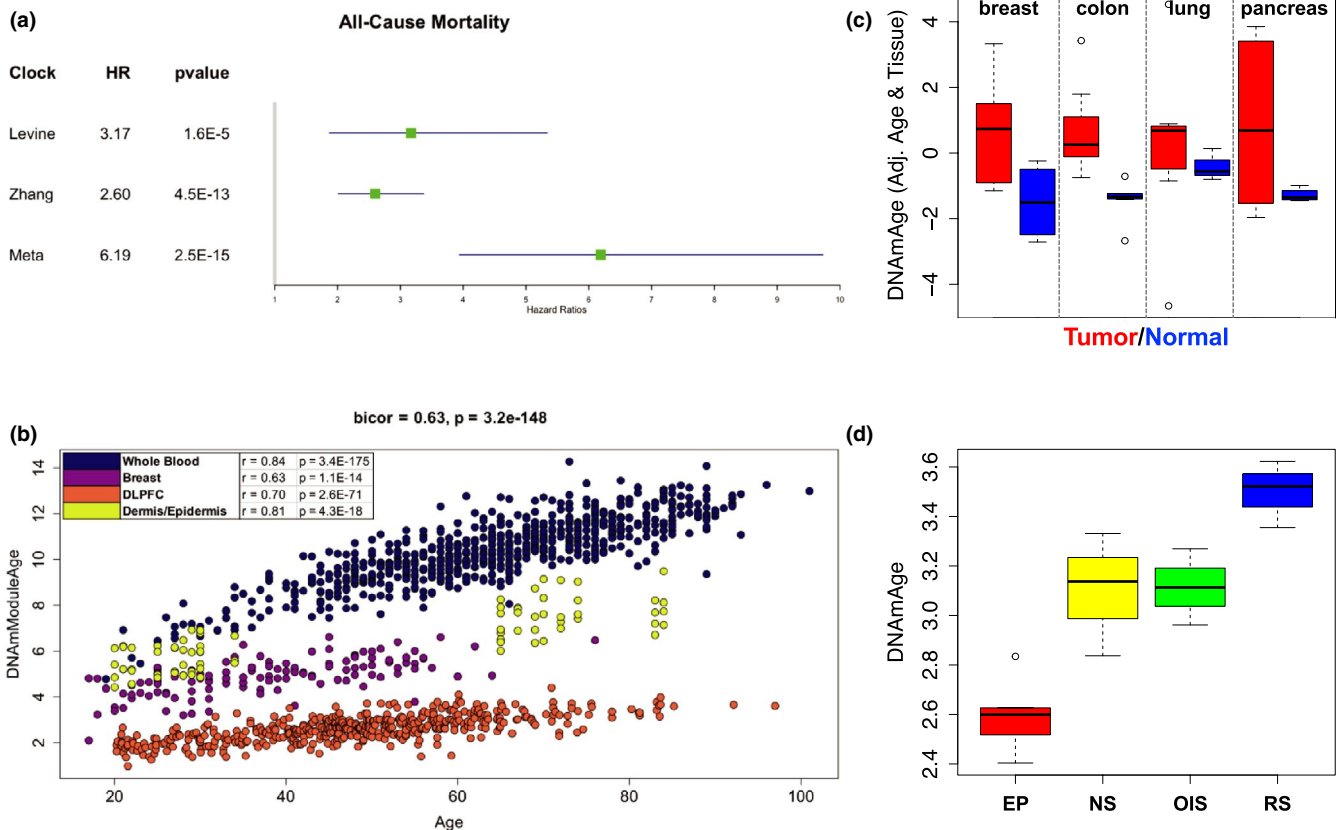 (a)
All-Cause Mortality
Clock HR pvalue
Levine 3.17 1.6E-5
Zhang 2.60 4.5E-13
Meta 6.19 2.5E-15
1 2 3 4 5 6 7 8 9 10
Hazard Ratios
(b)
bicor = 0.63, p = 3.2e-148
Whole Blood r = 0.84 p = 3.4E-175
Breast r = 0.63 p = 1.1E-14
DLPFC r = 0.70 p = 2.6E-71
Dermis/Epidermis r = 0.81 p = 4.3E-18
DNAmModuleAge
14
12
10
8
6
4
2
20 40 60 80 100
Age
(c)
breast colon lung pancreas
DNAmAge (Adj. Age & Tissue)
4
2
0
−2
−4
Tumor/Normal
(d)
DNAmAge
3.6
3.4
3.2
3.0
2.8
2.6
2.4
EP NS OIS RS